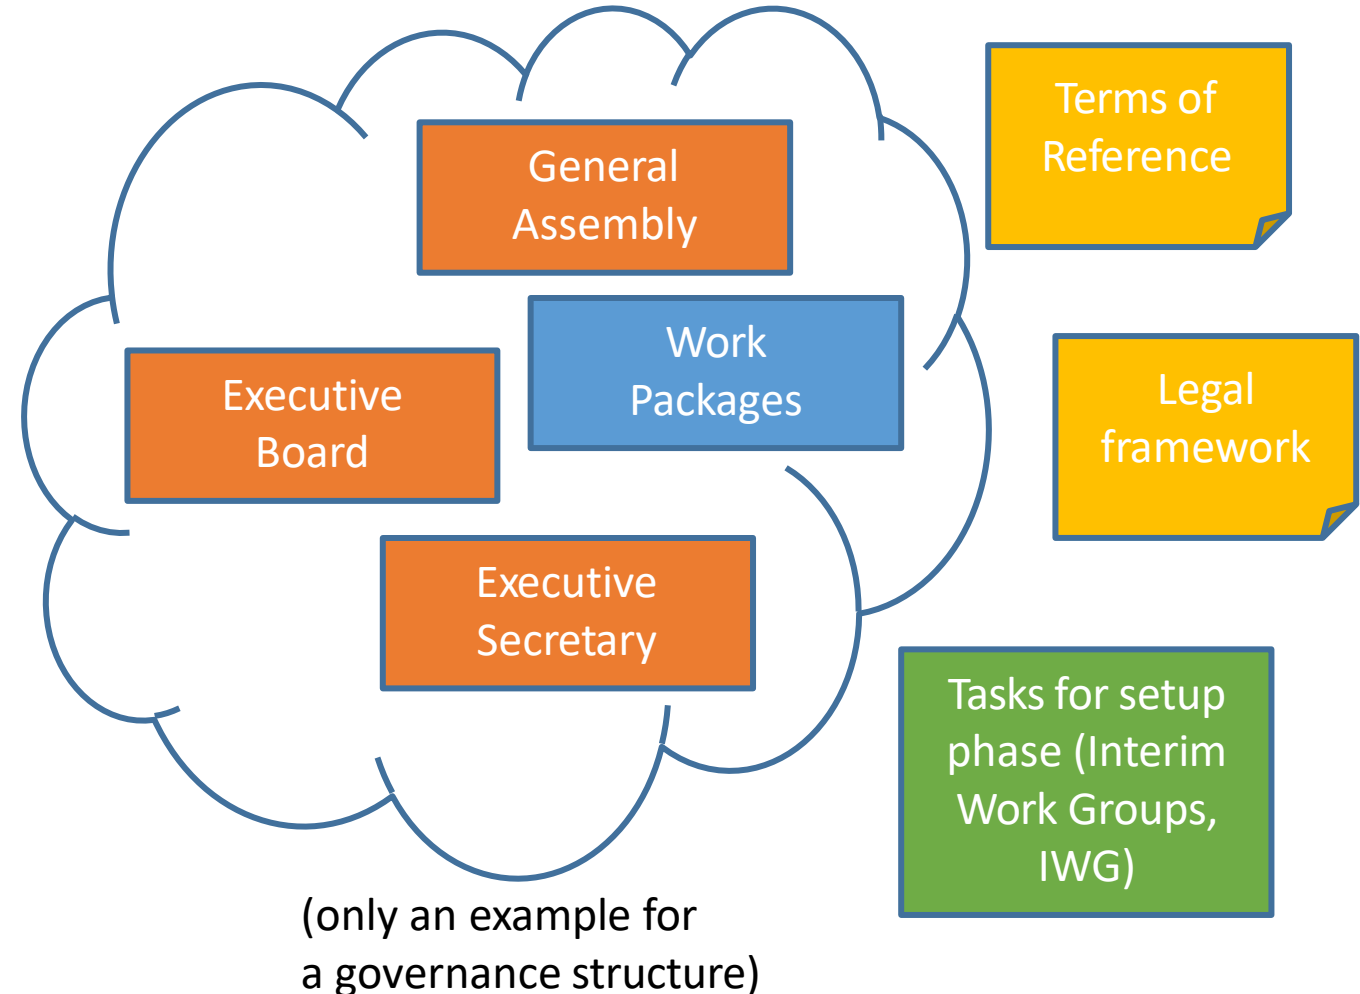 General
Assembly
Terms of
Reference
Work
Packages
Executive
Board
Legal
framework
Executive
Secretary
Tasks for setup
phase (Interim
Work Groups,
IWG)
(only an example for
a governance structure)